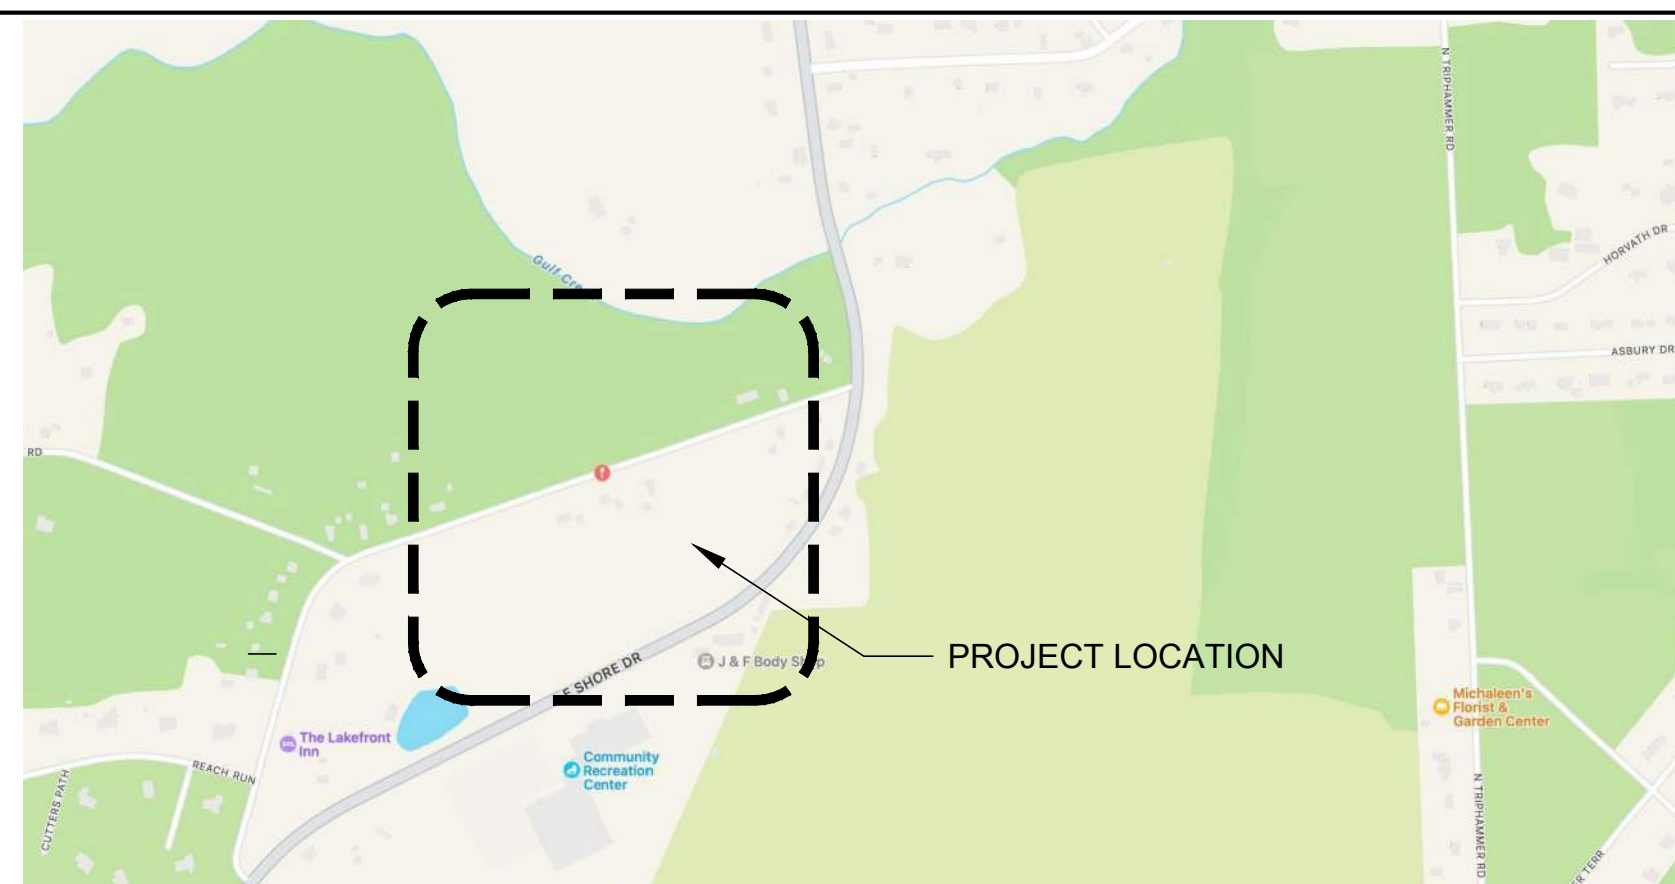 N TRIPHAMMER RD
HORVATH DR
Gulf Cre
ASBURY DR
RD
PROJECT LOCATION
E SHORE DR
J & F Body Shop
Michaleen's
Florist &
Garden Center
The Lakefront
Inn
REACH RUN
Community
Recreation
Center
CUTTERS PATH
N TRIPHAMMER RD
R TERR